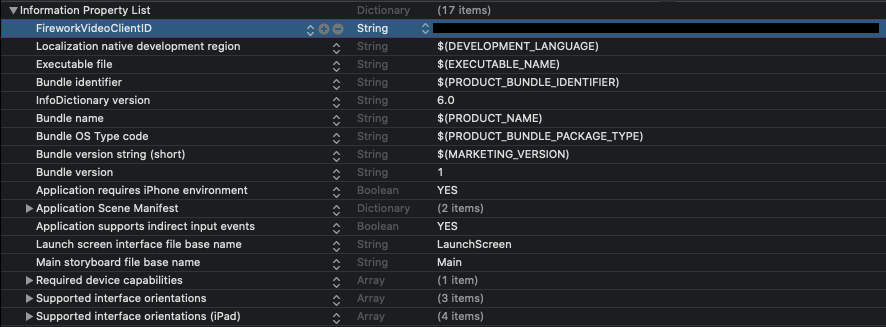 Information Property List Dictionary (17 items)
FireworkVideoClientID String
Localization native development region String $(DEVELOPMENT_LANGUAGE)
Executable file String $(EXECUTABLE_NAME)
Bundle identifier String $(PRODUCT_BUNDLE_IDENTIFIER)
InfoDictionary version String 6.0
Bundle name String $(PRODUCT_NAME)
Bundle OS Type code String $(PRODUCT_BUNDLE_PACKAGE_TYPE)
Bundle version string (short) String $(MARKETING_VERSION)
Bundle version String 1
Application requires iPhone environment Boolean YES
Application Scene Manifest Dictionary (2 items)
Application supports indirect input events Boolean YES
Launch screen interface file base name String LaunchScreen
Main storyboard file base name String Main
Required device capabilities Array (1 item)
Supported interface orientations Array (3 items)
Supported interface orientations (iPad) Array (4 items)